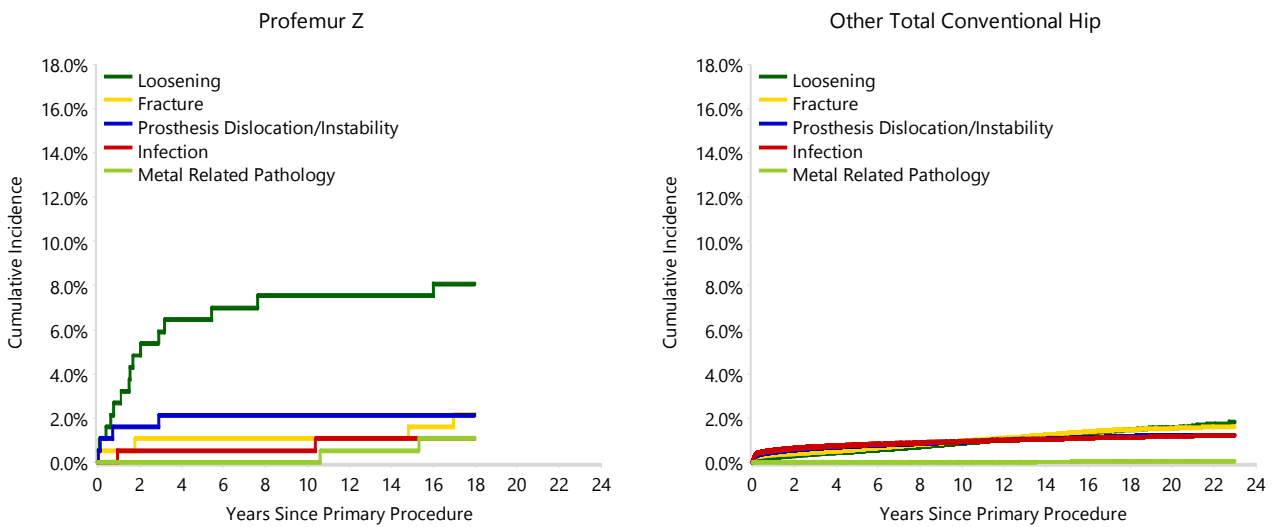 Profemur Z
18.0%
16.0%
14.0%
12.0%
10.0%
8.0%
6.0%
4.0%
2.0%
0.0%
Cumulative Incidence
Loosening
Fracture
Prosthesis Dislocation/Instability
Infection
Metal Related Pathology
0 2 4 6 8 10 12 14 16 18 20 22 24
Years Since Primary Procedure
Other Total Conventional Hip
18.0%
16.0%
14.0%
12.0%
10.0%
8.0%
6.0%
4.0%
2.0%
0.0%
Cumulative Incidence
Loosening
Fracture
Prosthesis Dislocation/Instability
Infection
Metal Related Pathology
0 2 4 6 8 10 12 14 16 18 20 22 24
Years Since Primary Procedure